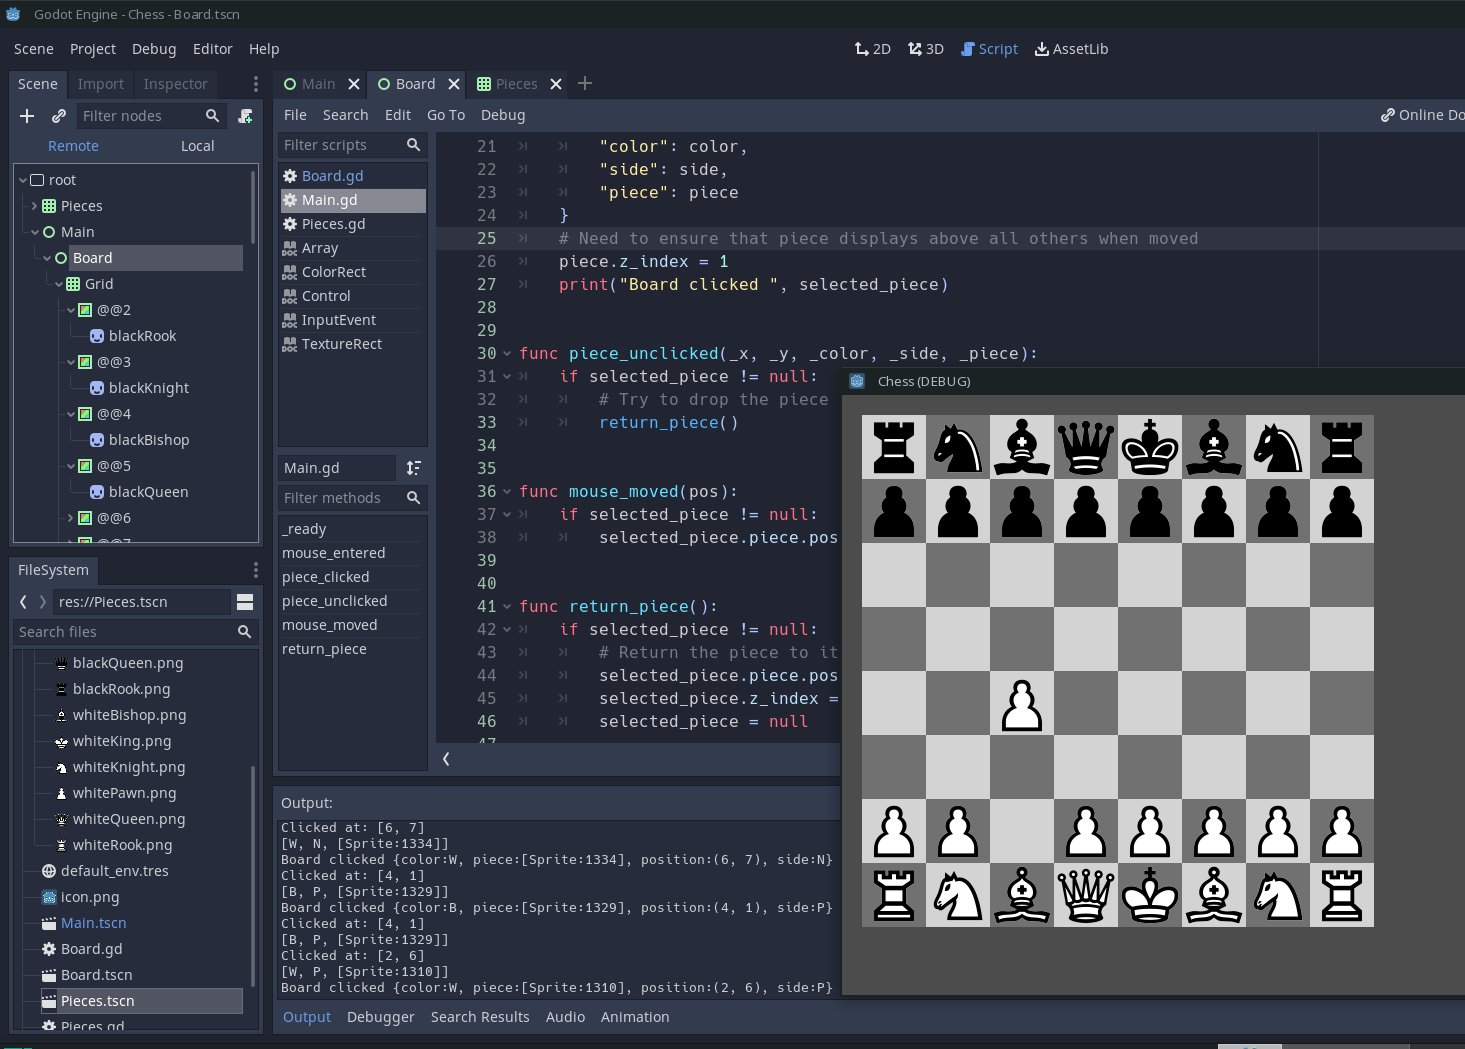 Godot Engine - Chess - Board.tscn
Scene Project Debug Editor Help
2D 3D Script AssetLib
Scene Import Inspector
Filter nodes
Remote Local
root
Pieces
Main
Board
Grid
@@2
blackRook
@@3
blackKnight
@@4
blackBishop
@@5
blackQueen
@@6
@@7
FileSystem
res://Pieces.tscn
Search files
blackQueen.png
blackRook.png
whiteBishop.png
whiteKing.png
whiteKnight.png
whitePawn.png
whiteQueen.png
whiteRook.png
default_env.tres
icon.png
Main.tscn
Board.gd
Board.tscn
Pieces.tscn
Pieces.gd
Main Board Pieces
File Search Edit Go To Debug
Online Do
Filter scripts
Board.gd
Main.gd
Pieces.gd
Array
ColorRect
Control
InputEvent
TextureRect
Main.gd
Filter methods
_ready
mouse_entered
piece_clicked
piece_unclicked
mouse_moved
return_piece
21 "color": color,
22 "side": side,
23 "piece": piece
24 }
25 # Need to ensure that piece displays above all others when moved
26 piece.z_index = 1
27 print("Board clicked ", selected_piece)
28
29
30 func piece_unclicked(_x, _y, _color, _side, _piece):
31 if selected_piece != null:
32 # Try to drop the piece
33 return_piece()
34
35
36 func mouse_moved(pos):
37 if selected_piece != null:
38 selected_piece.piece.pos
39
40
41 func return_piece():
42 if selected_piece != null:
43 # Return the piece to it
44 selected_piece.piece.pos
45 selected_piece.z_index =
46 selected_piece = null
47
Output:
Clicked at: [6, 7]
[W, N, [Sprite:1334]]
Board clicked {color:W, piece:[Sprite:1334], position:(6, 7), side:N}
Clicked at: [4, 1]
[B, P, [Sprite:1329]]
Board clicked {color:B, piece:[Sprite:1329], position:(4, 1), side:P}
Clicked at: [4, 1]
[B, P, [Sprite:1329]]
Clicked at: [2, 6]
[W, P, [Sprite:1310]]
Board clicked {color:W, piece:[Sprite:1310], position:(2, 6), side:P}
Output Debugger Search Results Audio Animation
Chess (DEBUG)